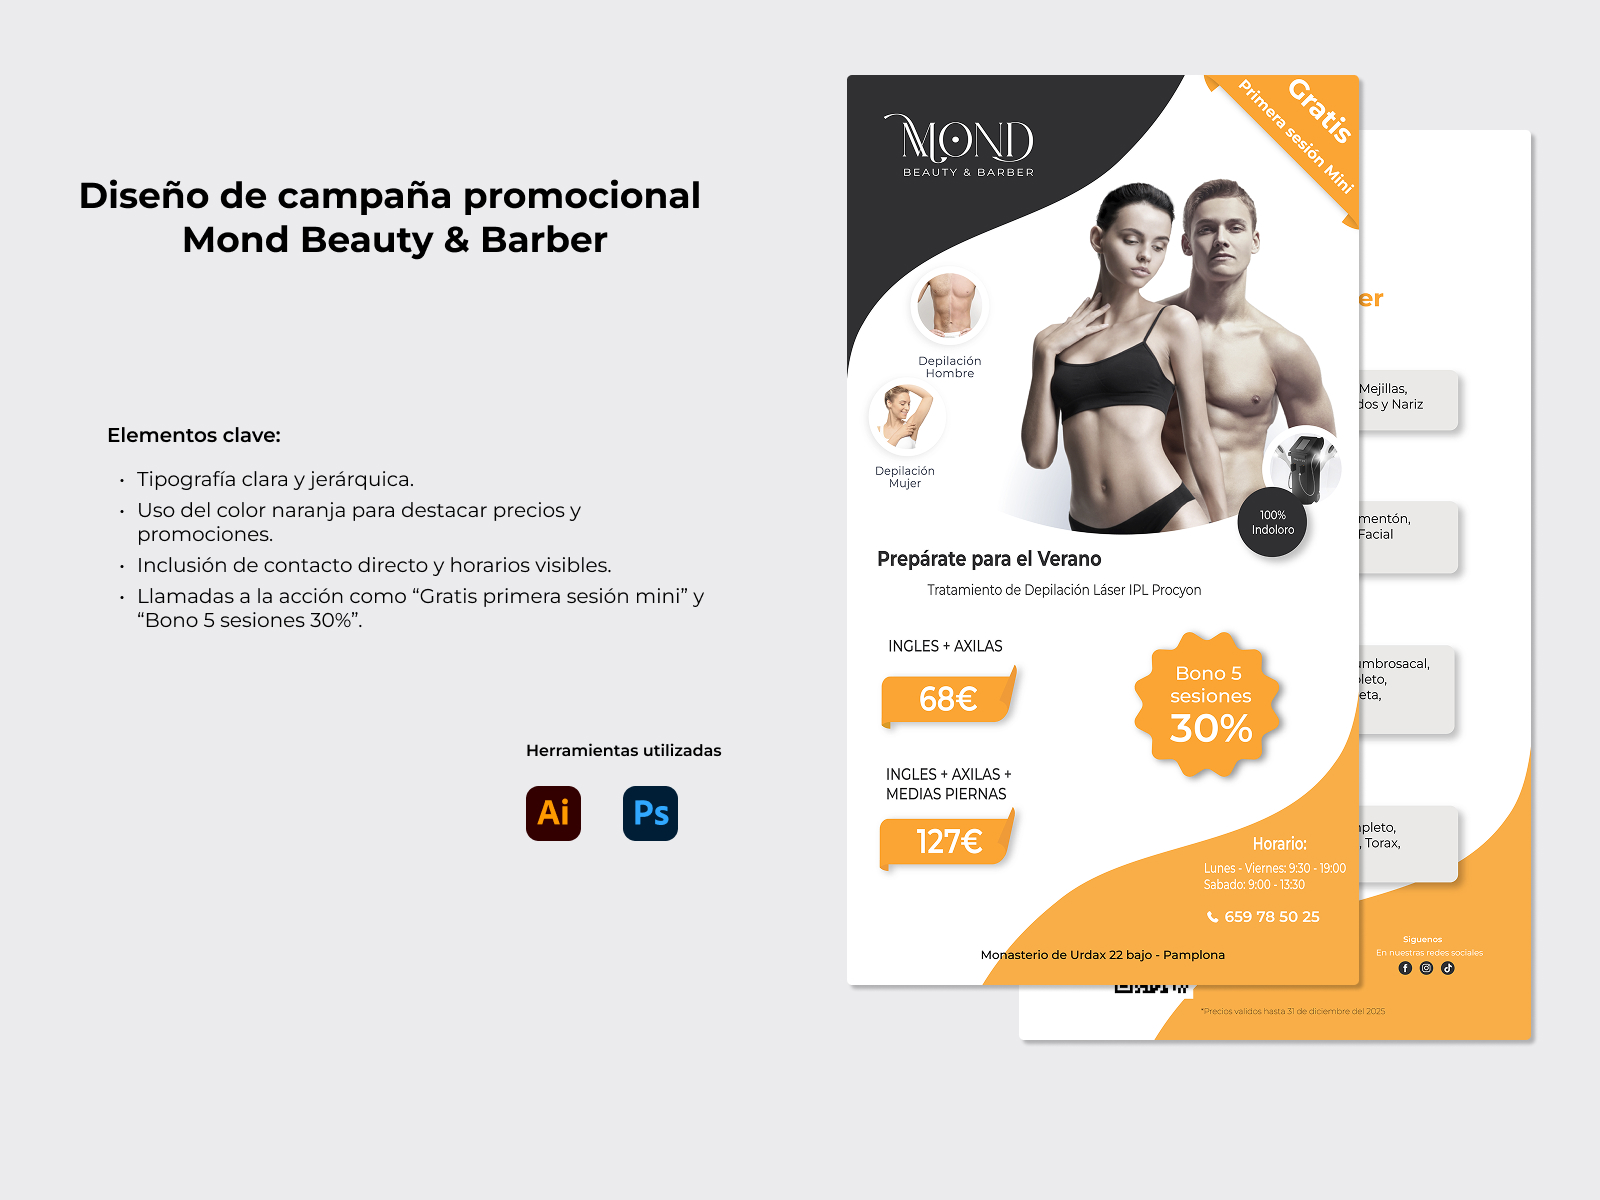 Diseño de campaña promocional
Mond Beauty & Barber
Elementos clave:
• Tipografía clara y jerárquica.
• Uso del color naranja para destacar precios y
promociones.
• Inclusión de contacto directo y horarios visibles.
• Llamadas a la acción como “Gratis primera sesión mini” y
“Bono 5 sesiones 30%”.
Herramientas utilizadas
Ai
Ps
MOND
BEAUTY & BARBER
Gratis
Primera sesión Mini
Depilación
Hombre
Depilación
Mujer
100%
Indoloro
Prepárate para el Verano
Tratamiento de Depilación Láser IPL Procyon
INGLES + AXILAS
68€
Bono 5
sesiones
30%
INGLES + AXILAS +
MEDIAS PIERNAS
127€
Horario:
Lunes - Viernes: 9:30 - 19:00
Sabado: 9:00 - 13:30
659 78 50 25
Monasterio de Urdax 22 bajo - Pamplona
er
Mejillas,
dos y Nariz
mentón,
Facial
umbrosacal,
leto,
eta,
pleto,
, Torax,
Siguenos
En nuestras redes sociales
*Precios validos hasta 31 de diciembre del 2025